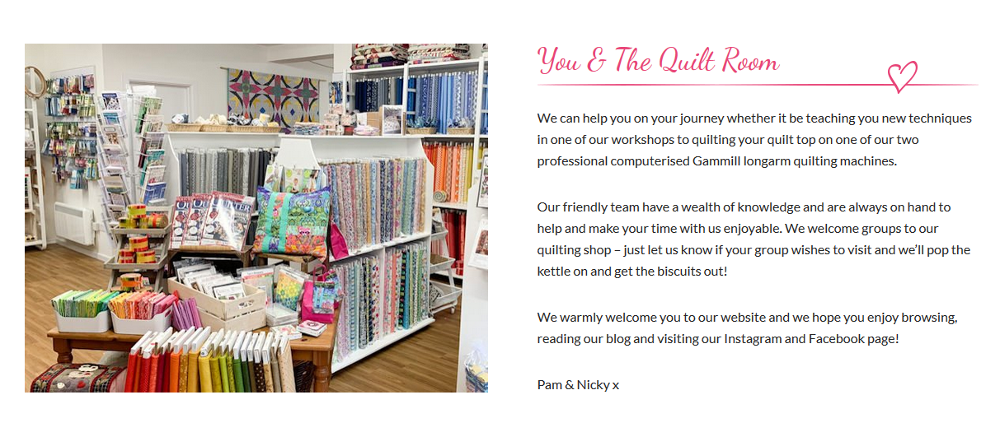 You & The Quilt Room
We can help you on your journey whether it be teaching you new techniques
in one of our workshops to quilting your quilt top on one of our two
professional computerised Gammill longarm quilting machines.
Our friendly team have a wealth of knowledge and are always on hand to
help and make your time with us enjoyable. We welcome groups to our
quilting shop – just let us know if your group wishes to visit and we’ll pop the
kettle on and get the biscuits out!
We warmly welcome you to our website and we hope you enjoy browsing,
reading our blog and visiting our Instagram and Facebook page!
Pam & Nicky x